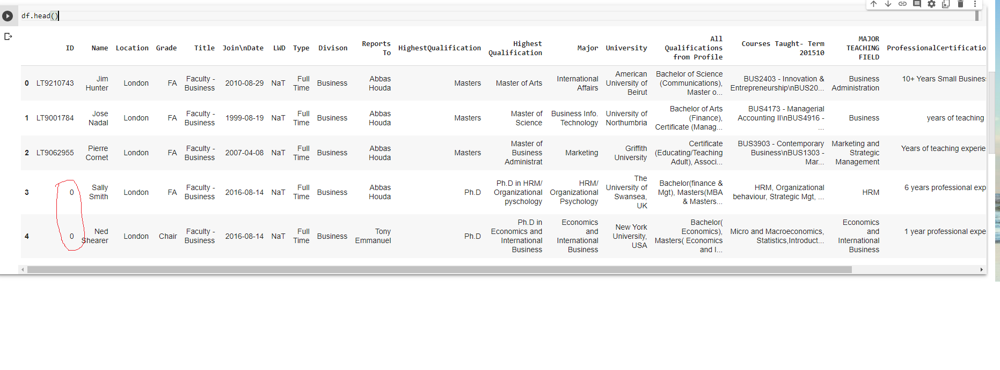 df.head()
ID Name Location Grade Title Join\nDate LWD Type Divison Reports To HighestQualification Highest Qualification Major University All Qualifications from Profile Courses Taught- Term 201510 MAJOR TEACHING FIELD ProfessionalCertificatio
0 LT9210743 Jim Hunter London FA Faculty - Business 2010-08-29 NaT Full Time Business Abbas Houda Masters Master of Arts International Affairs American University of Beirut Bachelor of Science (Communications), Master o... BUS2403 - Innovation & Entrepreneurship\nBUS20... Business Administration 10+ Years Small Business
1 LT9001784 Jose Nadal London FA Faculty - Business 1999-08-19 NaT Full Time Business Abbas Houda Masters Master of Science Business Info. Technology University of Northumbria Bachelor of Arts (Finance), Certificate (Manag... BUS4173 - Managerial Accounting II\nBUS4916 - ... Business years of teaching
2 LT9062955 Pierre Cornet London FA Faculty - Business 2007-04-08 NaT Full Time Business Abbas Houda Masters Master of Business Administrat Marketing Griffith University Certificate (Educating/Teaching Adult), Associ... BUS3903 - Contemporary Business\nBUS1303 - Mar... Marketing and Strategic Management Years of teaching experie
3 0 Sally Smith London FA Faculty - Business 2016-08-14 NaT Full Time Business Abbas Houda Ph.D Ph.D in HRM/ Organizational pyschology HRM/ Organizational Psychology The University of Swansea, UK Bachelor(finance & Mgt), Masters(MBA & Masters... HRM, Organizational behaviour, Strategic Mgt, ... HRM 6 years professional exp
4 0 Ned Shearer London Chair Faculty - Business 2016-08-14 NaT Full Time Business Tony Emmanuel Ph.D Ph.D in Economics and International Business Economics and International Business New York University, USA Bachelor( Economics), Masters( Economics and I... Micro and Macroeconomics, Statistics,Introduct... Economics and International Business 1 year professional expe